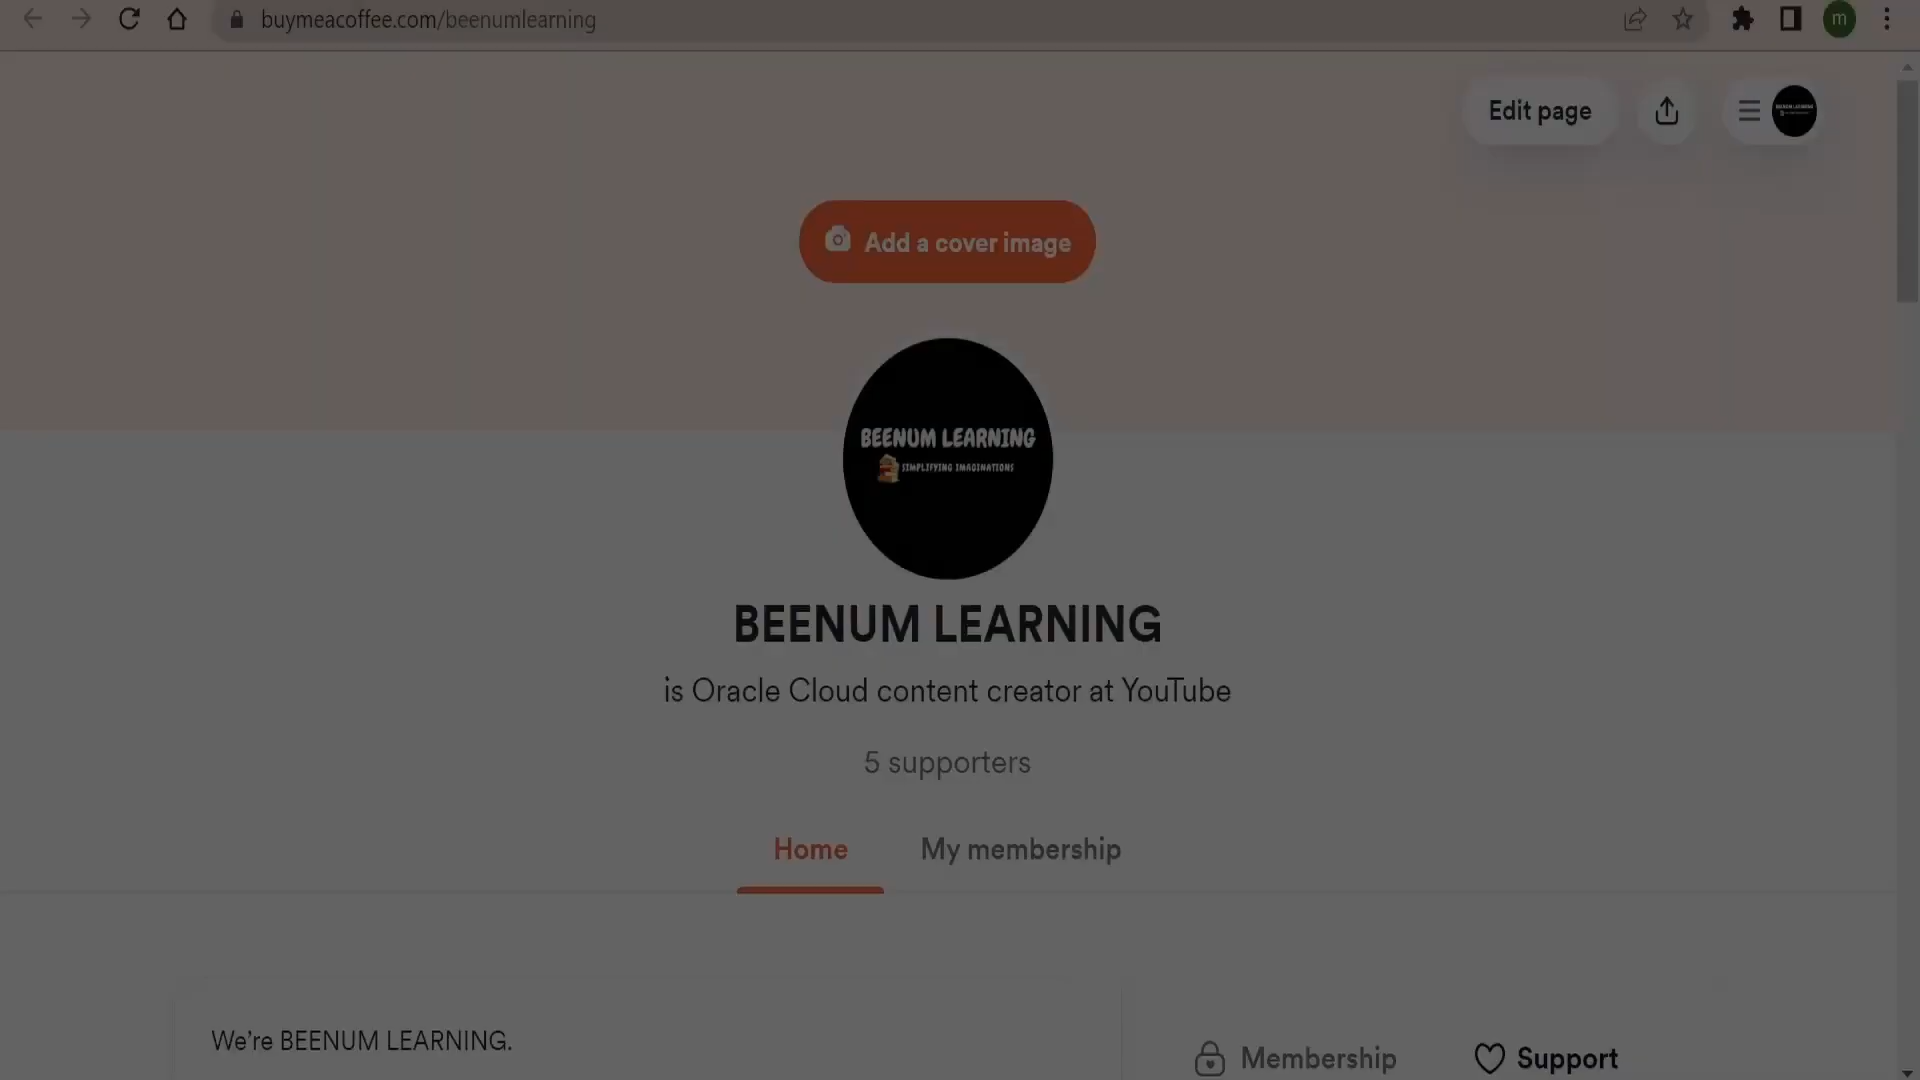 buymeacoffee.com/beenumlearning
m
Edit page
Add a cover image
BEENUM LEARNING
SIMPLIFYING IMAGINATIONS
BEENUM LEARNING
is Oracle Cloud content creator at YouTube
5 supporters
Home My membership
We’re BEENUM LEARNING.
Membership Support